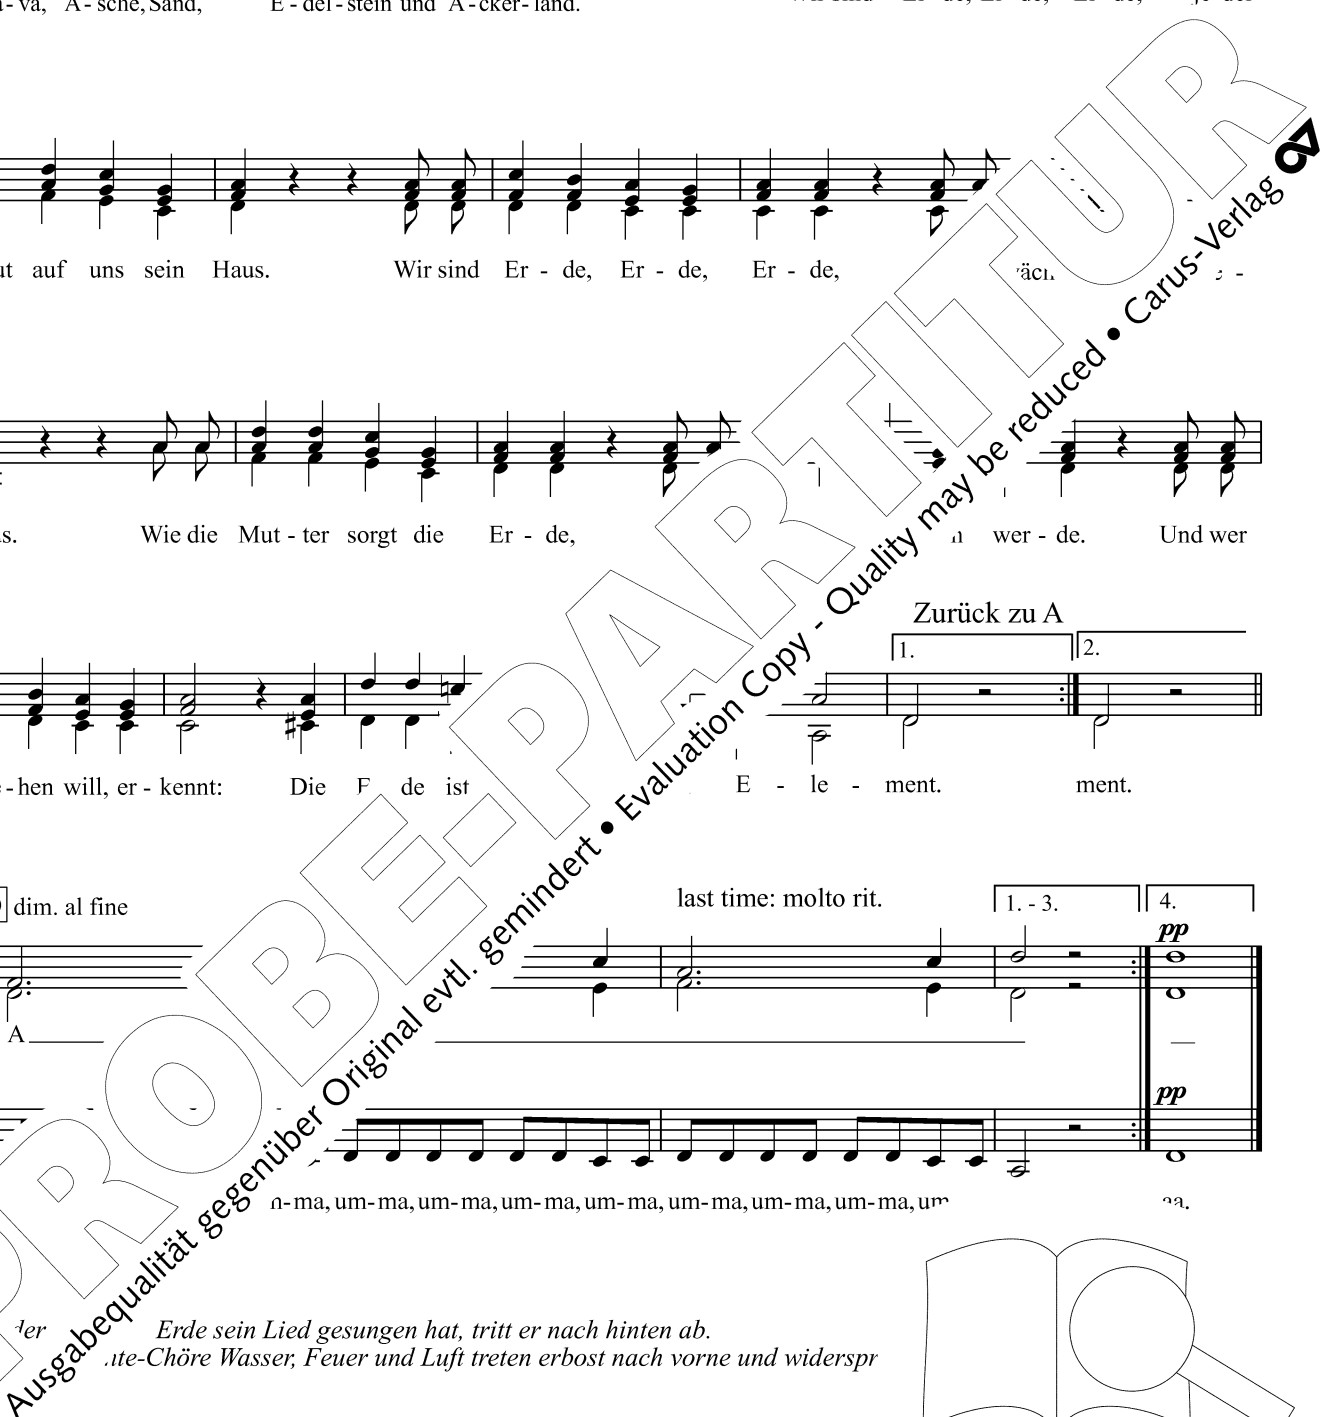 va, A - sche, Sand, E - del - stein und A - cker - land.
auf uns sein Haus. Wir sind Er - de, Er - de, Er - de,
Wie die Mut - ter sorgt die Er - de, wer - de. Und wer
Zurück zu A
1. 2.
hen will, er - kennt: Die de ist E - le - ment. ment.
dim. al fine last time: molto rit. 1. - 3. 4.
pp
A
pp
ma, um - ma, um - ma, um - ma, um - ma, um - ma, um - ma, um - ma, um
Erde sein Lied gesungen hat, tritt er nach hinten ab.
Chöre Wasser, Feuer und Luft treten erbost nach vorne und
PROBE-PARTITUR
Ausgabequalität gegenüber Original evtl. gemindert • Evaluation Copy - Quality may be reduced • Carus-Verlag